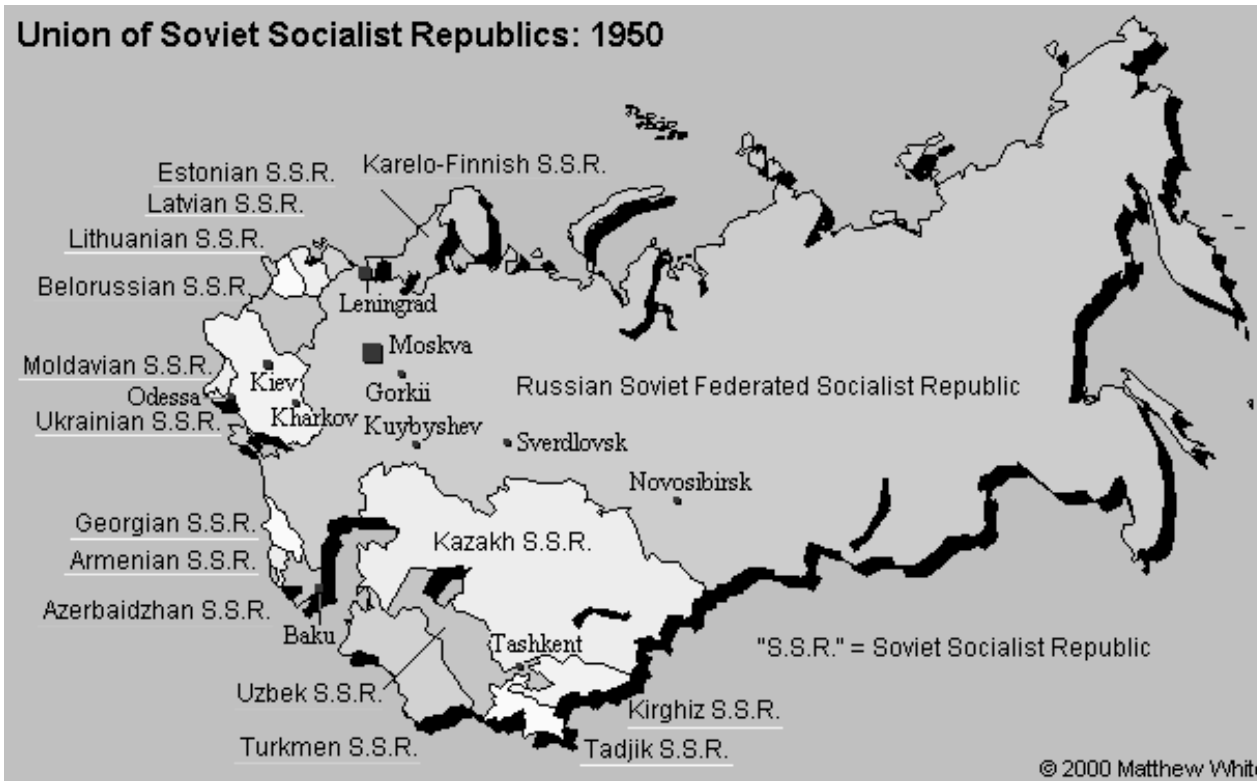 Union of Soviet Socialist Republics: 1950
Estonian S.S.R.
Karelo-Finnish S.S.R.
Latvian S.S.R.
Lithuanian S.S.R.
Belorussian S.S.R.
Leningrad
Moskva
Moldavian S.S.R.
Kiev
Gorkii
Russian Soviet Federated Socialist Republic
Odessa
Kharkov
Ukrainian S.S.R.
Kuybyshev
Sverdlovsk
Novosibirsk
Georgian S.S.R.
Kazakh S.S.R.
Armenian S.S.R.
Azerbaidzhan S.S.R.
Baku
Tashkent
"S.S.R." = Soviet Socialist Republic
Uzbek S.S.R.
Kirghiz S.S.R.
Turkmen S.S.R.
Tadjik S.S.R.
© 2000 Matthew Whit